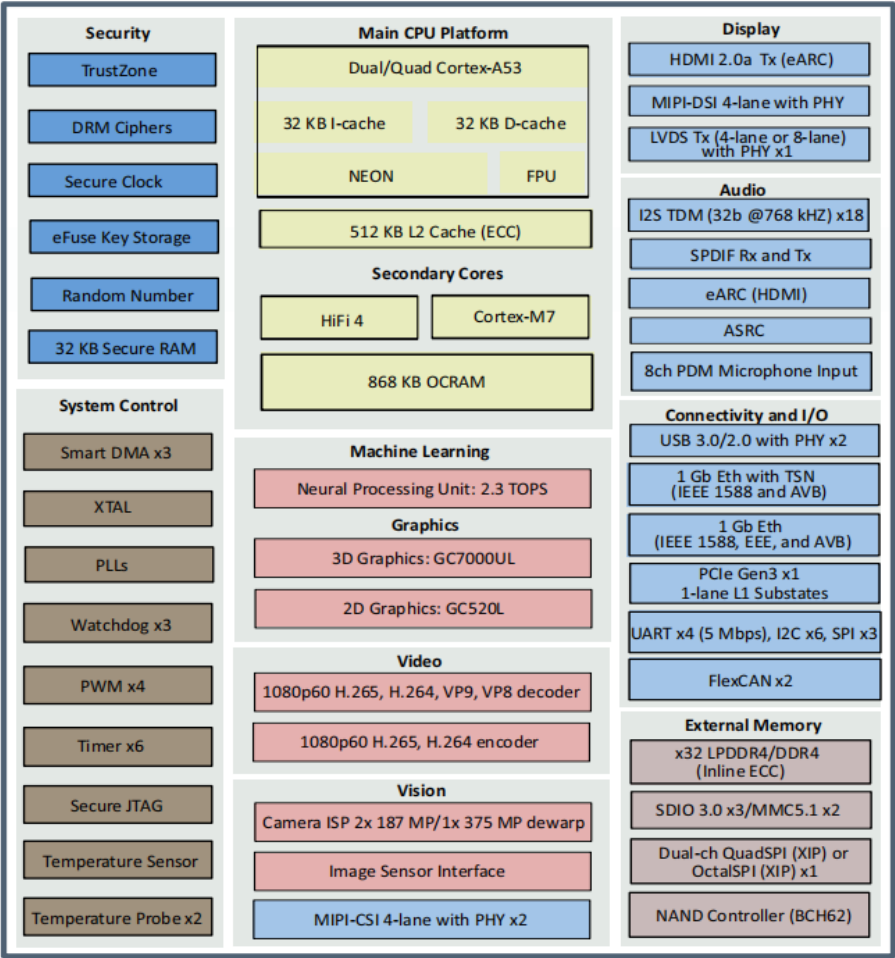 Security
TrustZone
DRM Ciphers
Secure Clock
eFuse Key Storage
Random Number
32 KB Secure RAM
System Control
Smart DMA x3
XTAL
PLLs
Watchdog x3
PWM x4
Timer x6
Secure JTAG
Temperature Sensor
Temperature Probe x2
Main CPU Platform
Dual/Quad Cortex-A53
32 KB I-cache
32 KB D-cache
NEON
FPU
512 KB L2 Cache (ECC)
Secondary Cores
HiFi 4
Cortex-M7
868 KB OCRAM
Machine Learning
Neural Processing Unit: 2.3 TOPS
Graphics
3D Graphics: GC7000UL
2D Graphics: GC520L
Video
1080p60 H.265, H.264, VP9, VP8 decoder
1080p60 H.265, H.264 encoder
Vision
Camera ISP 2x 187 MP/1x 375 MP dewarp
Image Sensor Interface
MIPI-CSI 4-lane with PHY x2
Display
HDMI 2.0a Tx (eARC)
MIPI-DSI 4-lane with PHY
LVDS Tx (4-lane or 8-lane)
with PHY x1
Audio
I2S TDM (32b @768 kHZ) x18
SPDIF Rx and Tx
eARC (HDMI)
ASRC
8ch PDM Microphone Input
Connectivity and I/O
USB 3.0/2.0 with PHY x2
1 Gb Eth with TSN
(IEEE 1588 and AVB)
1 Gb Eth
(IEEE 1588, EEE, and AVB)
PCIe Gen3 x1
1-lane L1 Substates
UART x4 (5 Mbps), I2C x6, SPI x3
FlexCAN x2
External Memory
x32 LPDDR4/DDR4
(Inline ECC)
SDIO 3.0 x3/MMC5.1 x2
Dual-ch QuadSPI (XIP) or
OctalSPI (XIP) x1
NAND Controller (BCH62)